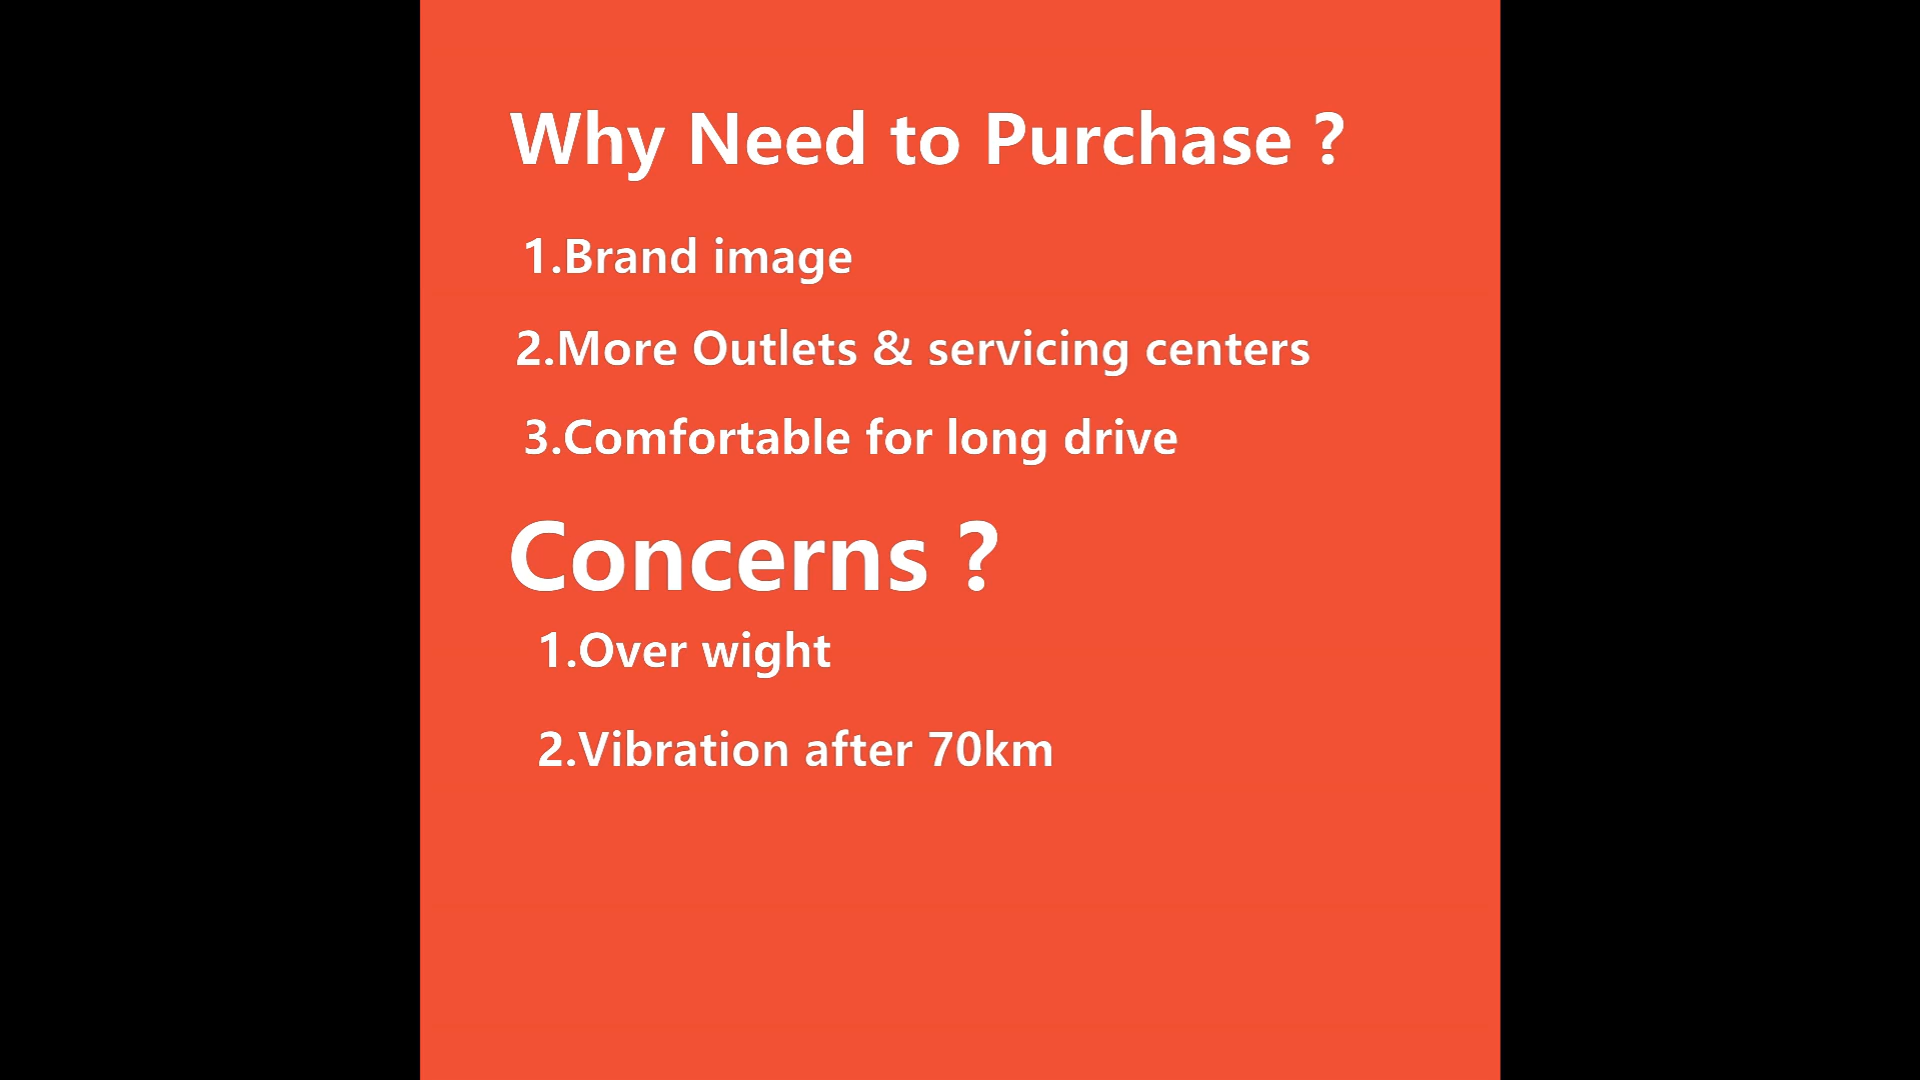 Why Need to Purchase ?
1.Brand image
2.More Outlets & servicing centers
3.Comfortable for long drive
Concerns ?
1.Over wight
2.Vibration after 70km